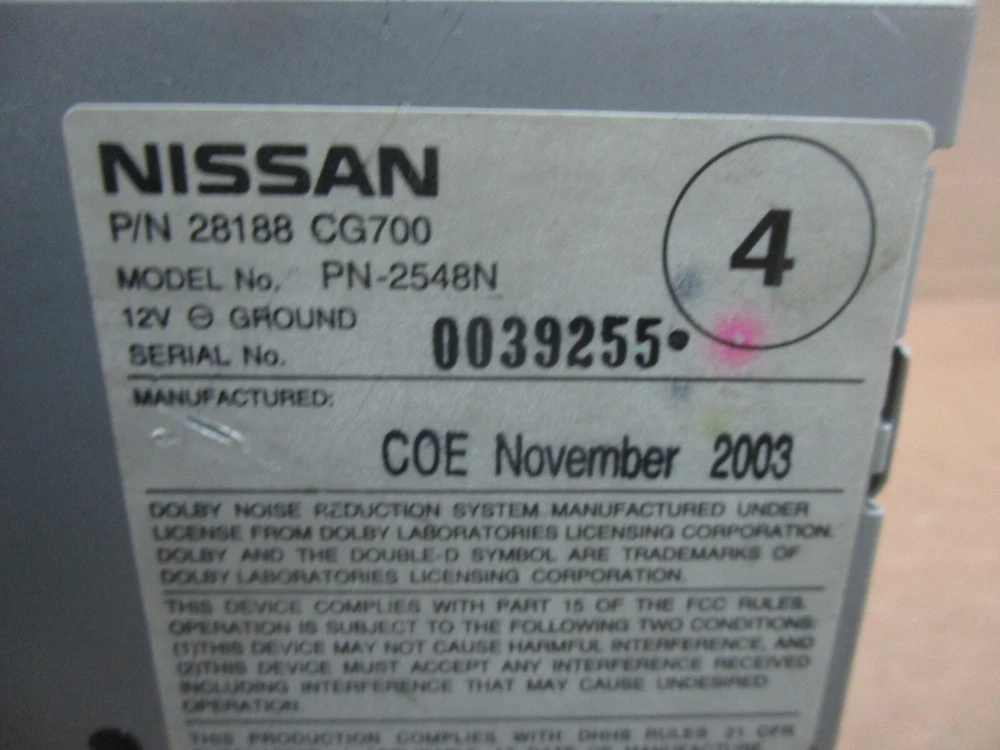 NISSAN
P/N 28188 CG700
4
MODEL No. PN-2548N
12V ⊖ GROUND
SERIAL No. 0039255•
MANUFACTURED:
COE November 2003
DOLBY NOISE REDUCTION SYSTEM MANUFACTURED UNDER
LICENSE FROM DOLBY LABORATORIES LICENSING CORPORATION.
DOLBY AND THE DOUBLE-D SYMBOL ARE TRADEMARKS OF
DOLBY LABORATORIES LICENSING CORPORATION.
THIS DEVICE COMPLIES WITH PART 15 OF THE FCC RULES.
OPERATION IS SUBJECT TO THE FOLLOWING TWO CONDITIONS:
(1)THIS DEVICE MAY NOT CAUSE HARMFUL INTERFERENCE, AND
(2)THIS DEVICE MUST ACCEPT ANY INTERFERENCE RECEIVED
INCLUDING INTERFERENCE THAT MAY CAUSE UNDESIRED
OPERATION.
THIS PRODUCTION COMPLIES WITH DHHS RULES 21 CFR